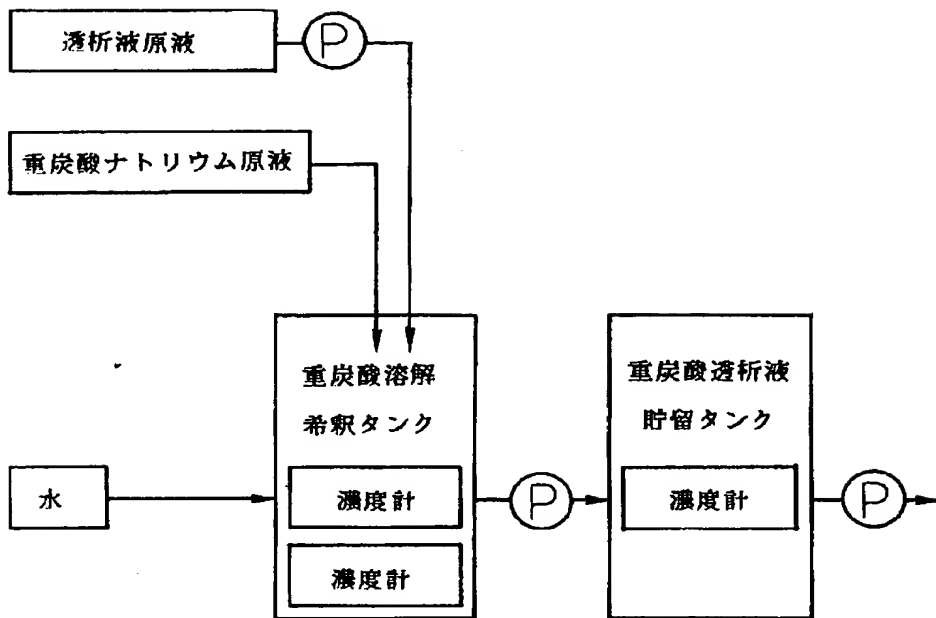 透析液原液
P
重炭酸ナトリウム原液
重炭酸溶解
希釈タンク
重炭酸透析液
貯留タンク
水
濃度計
P
濃度計
P
濃度計